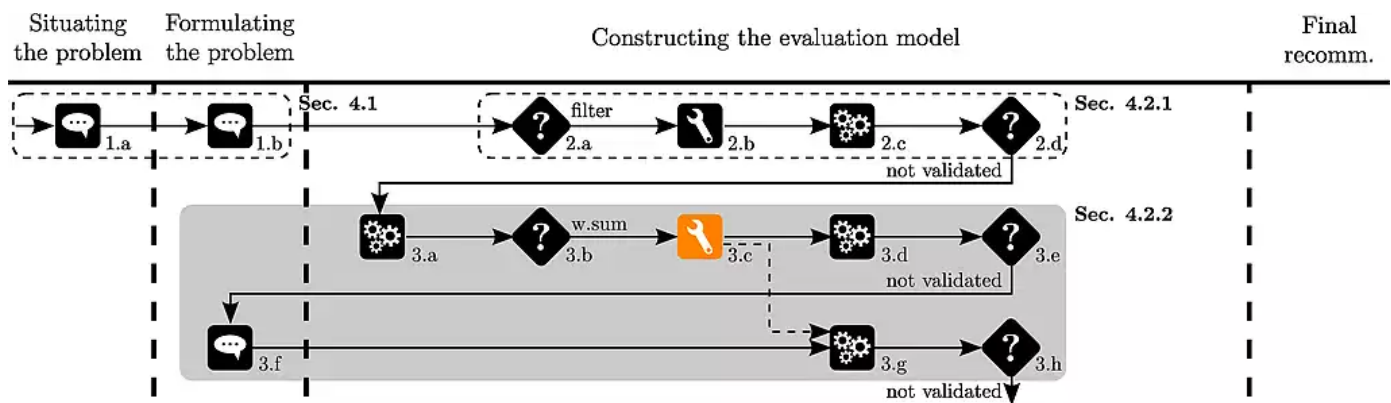 Situating
the problem
Formulating
the problem
Constructing the evaluation model
Final
recomm.
Sec. 4.1
Sec. 4.2.1
1.a
1.b
?
filter
2.a
2.b
2.c
?
2.d
not validated
Sec. 4.2.2
3.a
?
w.sum
3.b
3.c
3.d
?
3.e
not validated
3.f
3.g
?
3.h
not validated